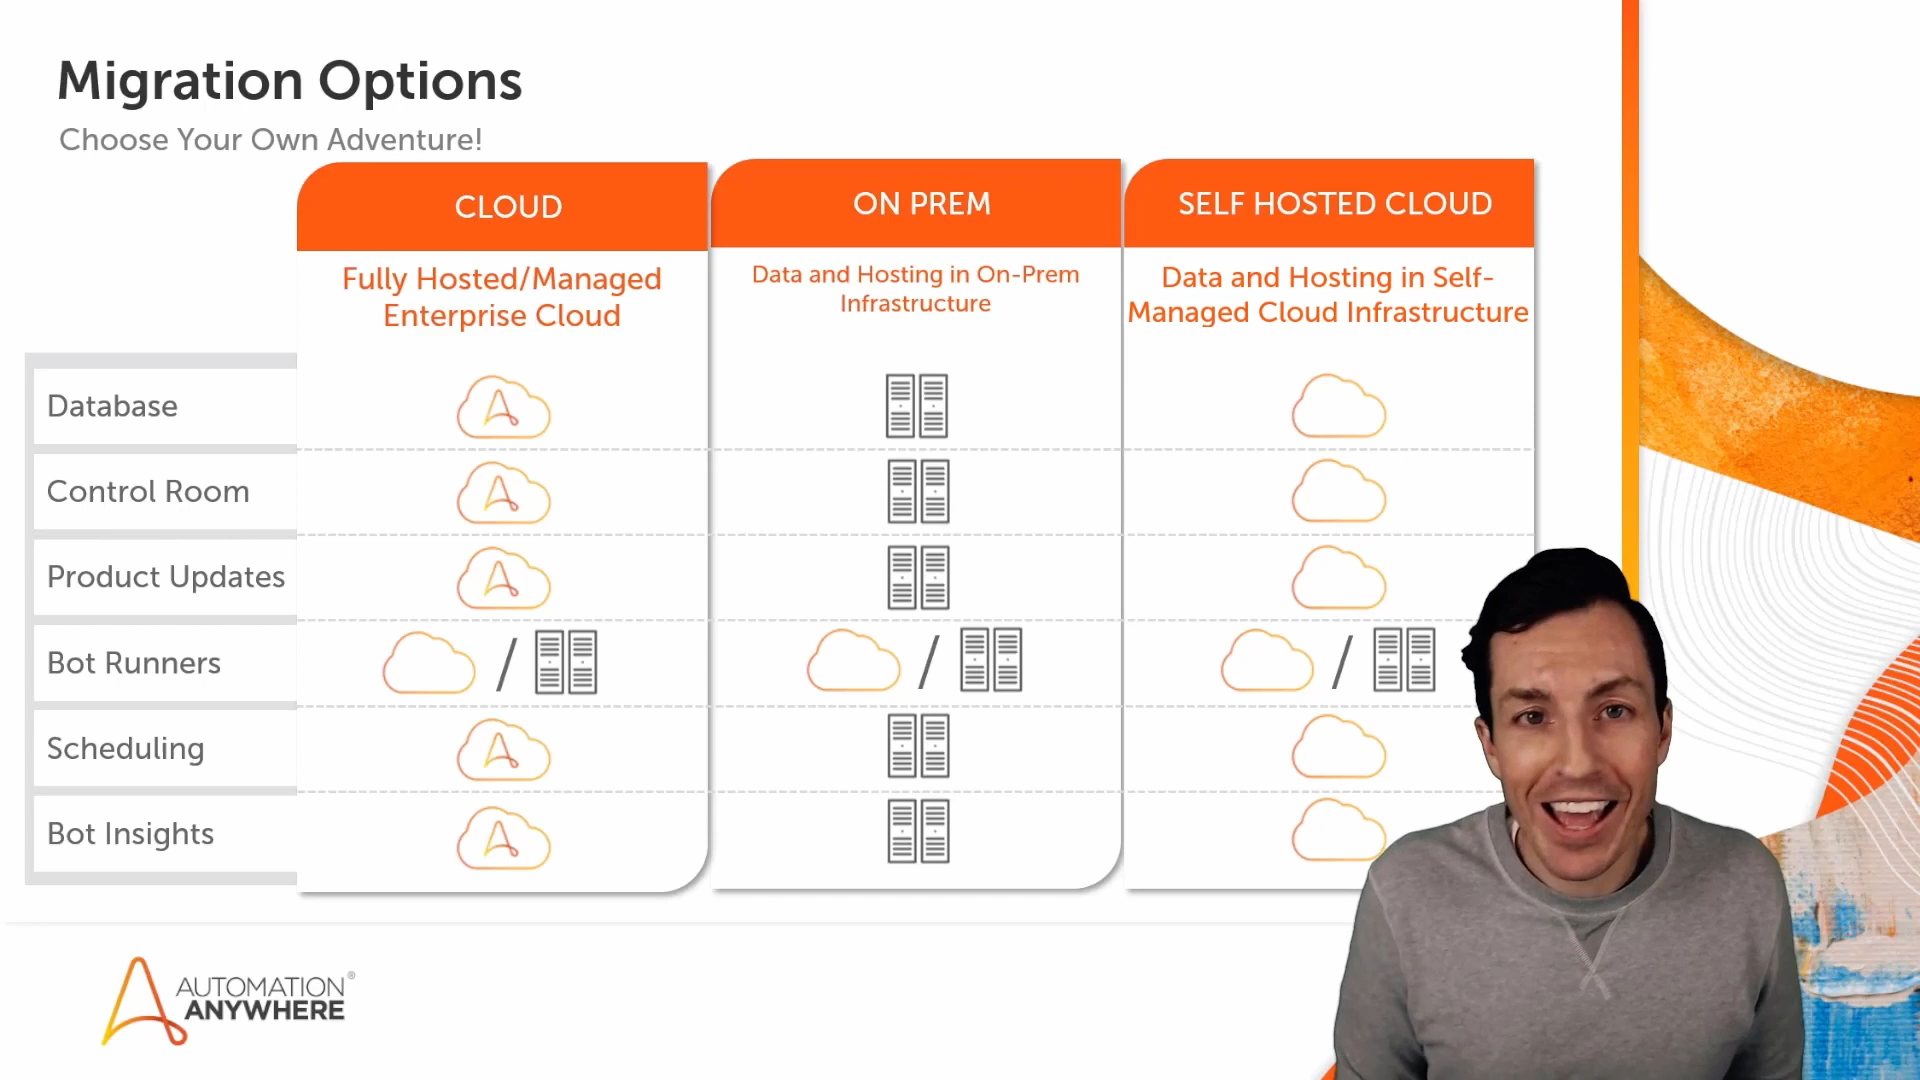 Migration Options
Choose Your Own Adventure!
CLOUD
ON PREM
SELF HOSTED CLOUD
Fully Hosted/Managed
Enterprise Cloud
Data and Hosting in On-Prem
Infrastructure
Data and Hosting in Self-
Managed Cloud Infrastructure
Database
Control Room
Product Updates
Bot Runners
/
/
/
Scheduling
Bot Insights
AUTOMATION®
ANYWHERE